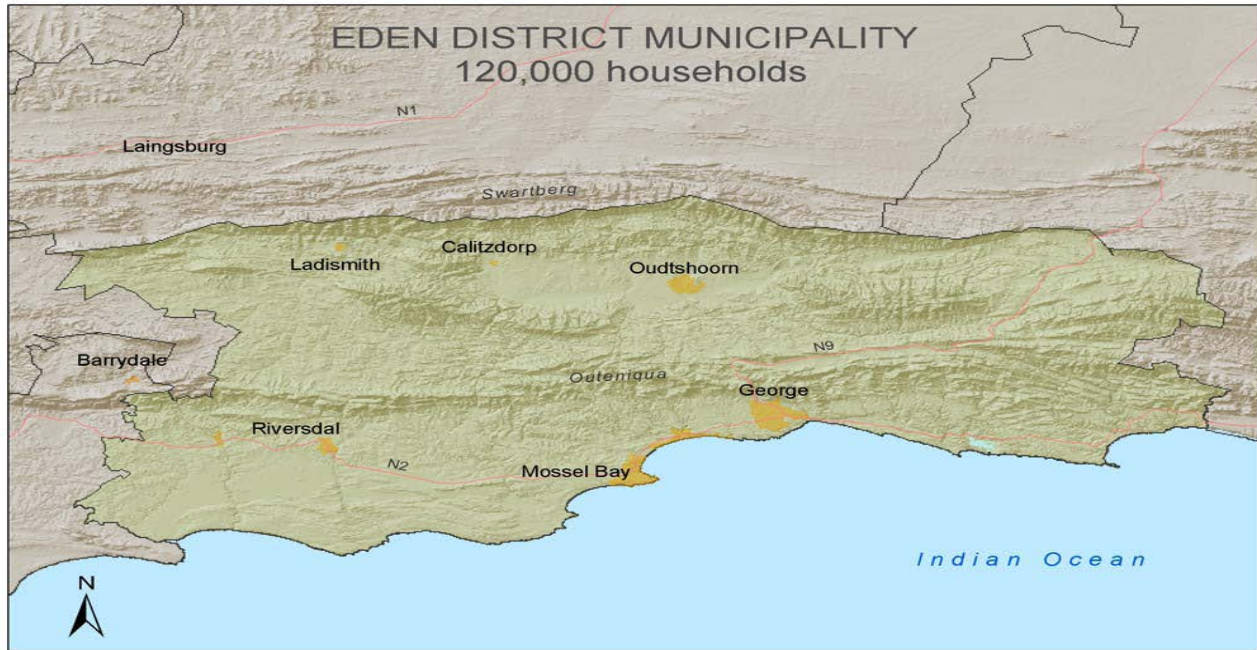 EDEN DISTRICT MUNICIPALITY
120,000 households
N1
Laingsburg
Swartberg
Calitzdorp
Ladismith
Oudtshoorn
Barrydale
N9
Outeniqua
George
Riversdal
N2
Mossel Bay
Indian Ocean
N